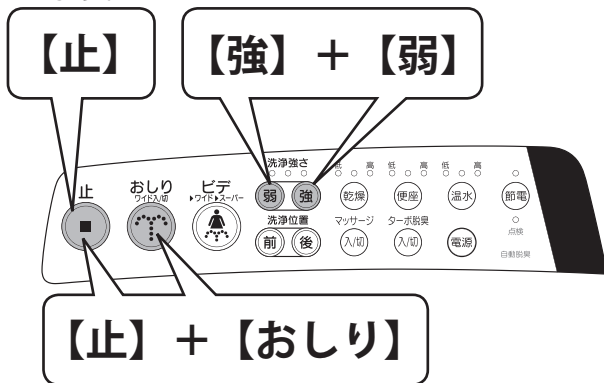 【止】
【強】＋【弱】
洗浄強さ
低 高 低 高 低 高
止
おしり
ワイド入/切
ビデ
▶ワイド▶スーパー
弱 強 乾燥 便座 温水 節電
洗浄位置 マッサージ ターボ脱臭
前 後 入/切 入/切 電源
点検
自動脱臭
【止】＋【おしり】